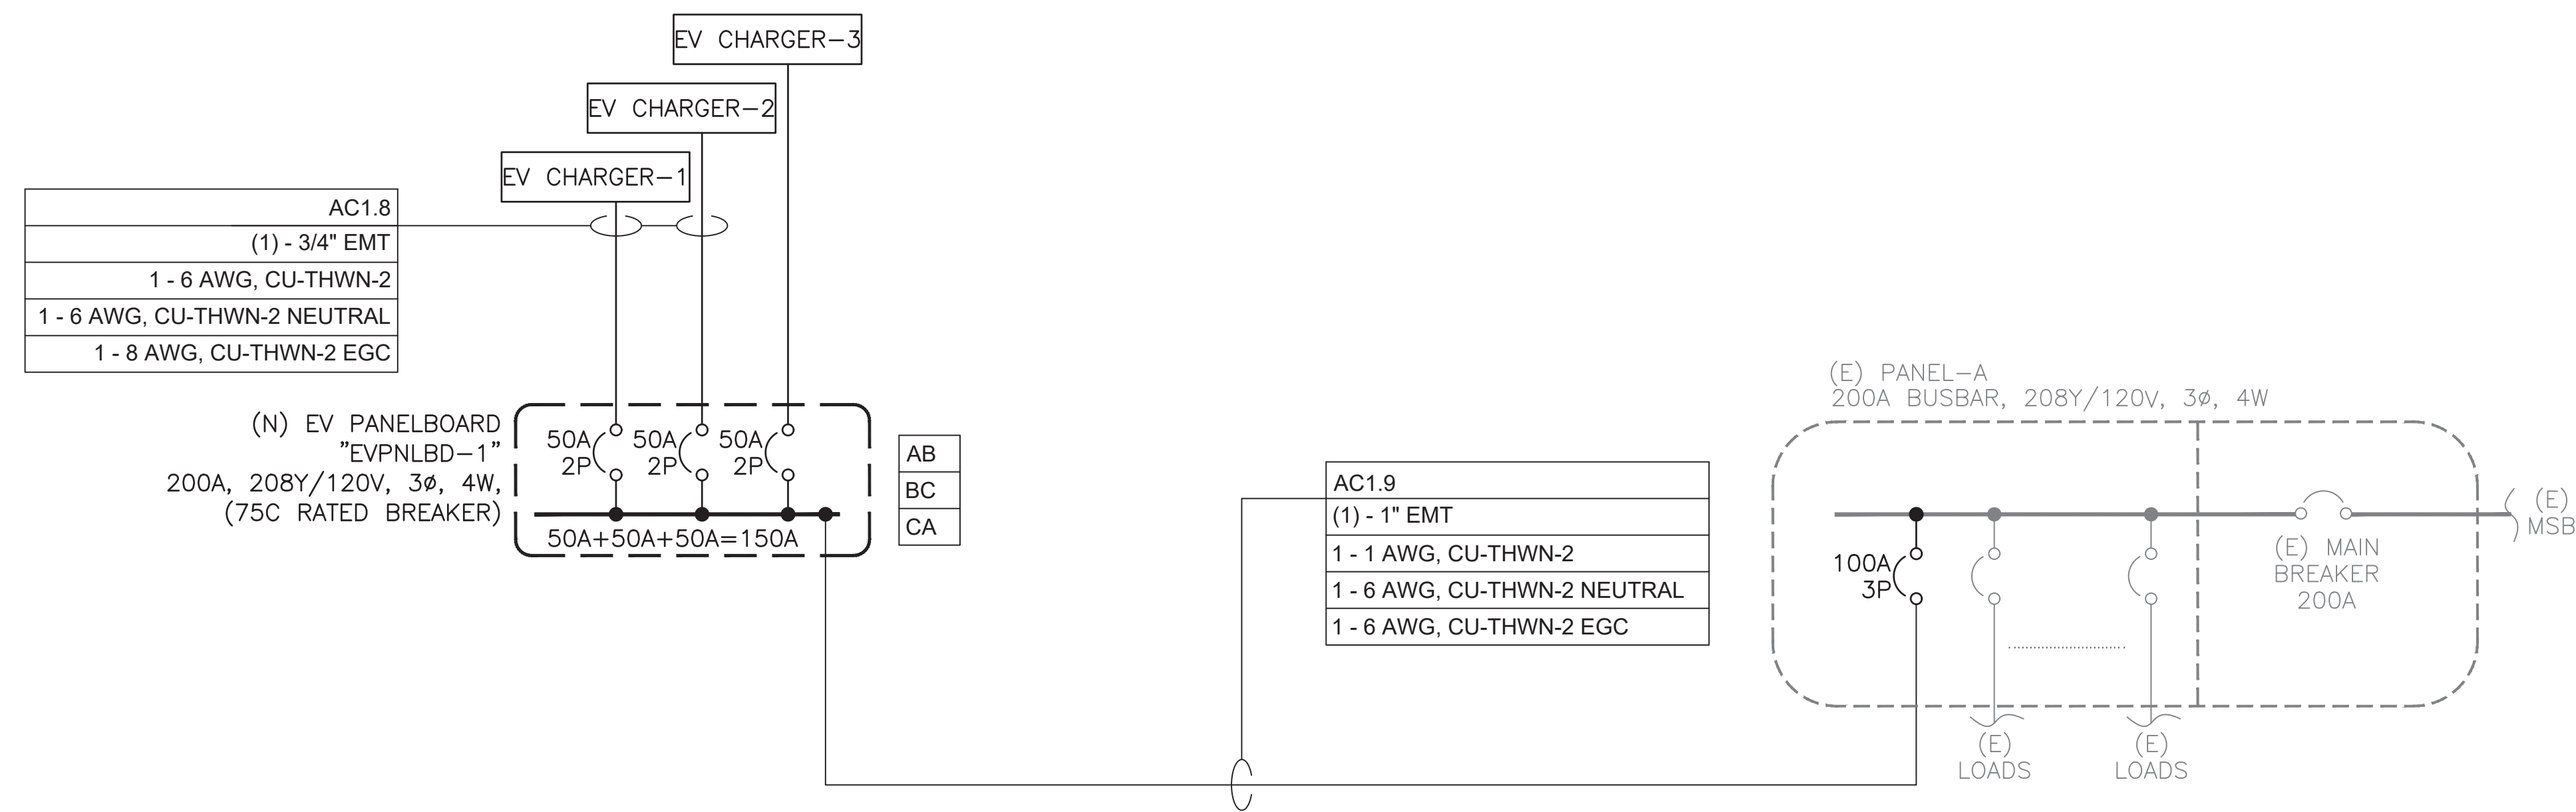 EV CHARGER-3
EV CHARGER-2
EV CHARGER-1
AC1.8
(1) - 3/4" EMT
1 - 6 AWG, CU-THWN-2
1 - 6 AWG, CU-THWN-2 NEUTRAL
1 - 8 AWG, CU-THWN-2 EGC
(N) EV PANELBOARD
"EVPNLBD-1"
200A, 208Y/120V, 3ø, 4W,
(75C RATED BREAKER)
50A 50A 50A
2P 2P 2P
50A+50A+50A=150A
AB
BC
CA
AC1.9
(1) - 1" EMT
1 - 1 AWG, CU-THWN-2
1 - 6 AWG, CU-THWN-2 NEUTRAL
1 - 6 AWG, CU-THWN-2 EGC
(E) PANEL-A
200A BUSBAR, 208Y/120V, 3ø, 4W
100A
3P
(E)
LOADS
(E)
LOADS
(E) MAIN
BREAKER
200A
(E)
MSB